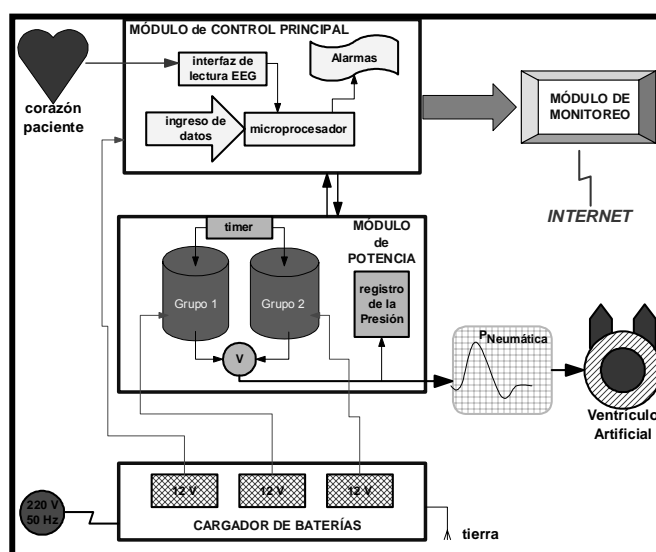 MÓDULO de CONTROL PRINCIPAL
corazón
paciente
interfaz de
lectura EEG
Alarmas
ingreso de
datos
microprocesador
MÓDULO DE
MONITOREO
INTERNET
timer
MÓDULO
de
POTENCIA
Grupo 1
Grupo 2
registro
de la
Presión
V
PNeumática
Ventrículo
Artificial
12 V
12 V
12 V
220 V
50 Hz
CARGADOR DE BATERÍAS
tierra